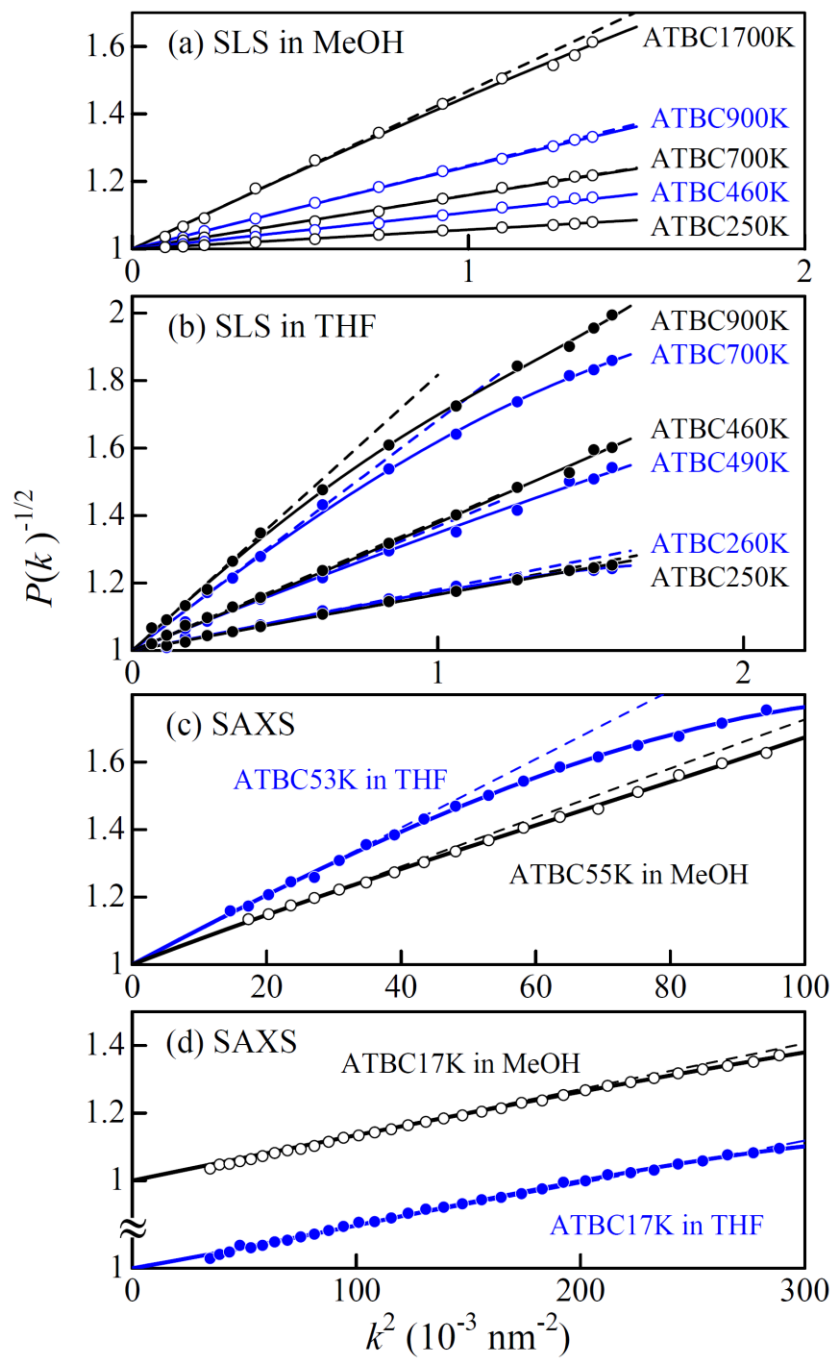 (a) SLS in MeOH
1.6
1.4
1.2
1
ATBC1700K
ATBC900K
ATBC700K
ATBC460K
ATBC250K
0
1
2
(b) SLS in THF
2
1.8
1.6
1.4
1.2
1
ATBC900K
ATBC700K
ATBC460K
ATBC490K
ATBC260K
ATBC250K
0
1
2
P(k)^{-1/2}
(c) SAXS
1.6
1.4
1.2
1
ATBC53K in THF
ATBC55K in MeOH
0
20
40
60
80
100
(d) SAXS
1.4
1.2
1
1
ATBC17K in MeOH
ATBC17K in THF
0
100
200
300
k² (10⁻³ nm⁻²)